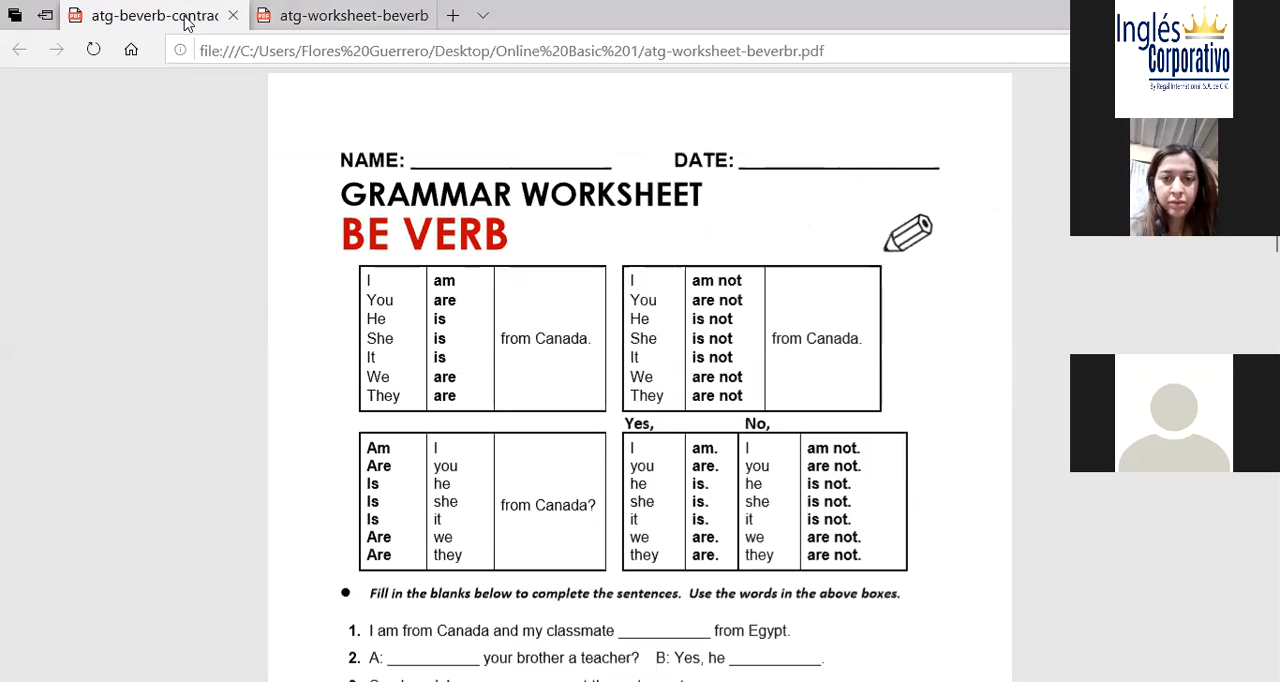 atg-beverb-contrac
atg-worksheet-beverb
file:///C:/Users/Flores%20Guerrero/Desktop/Online%20Basic%201/atg-worksheet-beverbr.pdf
Inglés
Corporativo
By Regal International, S.A. de C.V.
NAME: ____________________ DATE: ____________________
GRAMMAR WORKSHEET
BE VERB
I am
You are
He is
She is from Canada.
It is
We are
They are
I am not
You are not
He is not
She is not from Canada.
It is not
We are not
They are not
Am I
Are you
Is he
Is she from Canada?
Is it
Are we
Are they
Yes, No,
I am. I am not.
you are. you are not.
he is. he is not.
she is. she is not.
it is. it is not.
we are. we are not.
they are. they are not.
● Fill in the blanks below to complete the sentences. Use the words in the above boxes.
1. I am from Canada and my classmate __________ from Egypt.
2. A: __________ your brother a teacher? B: Yes, he __________.